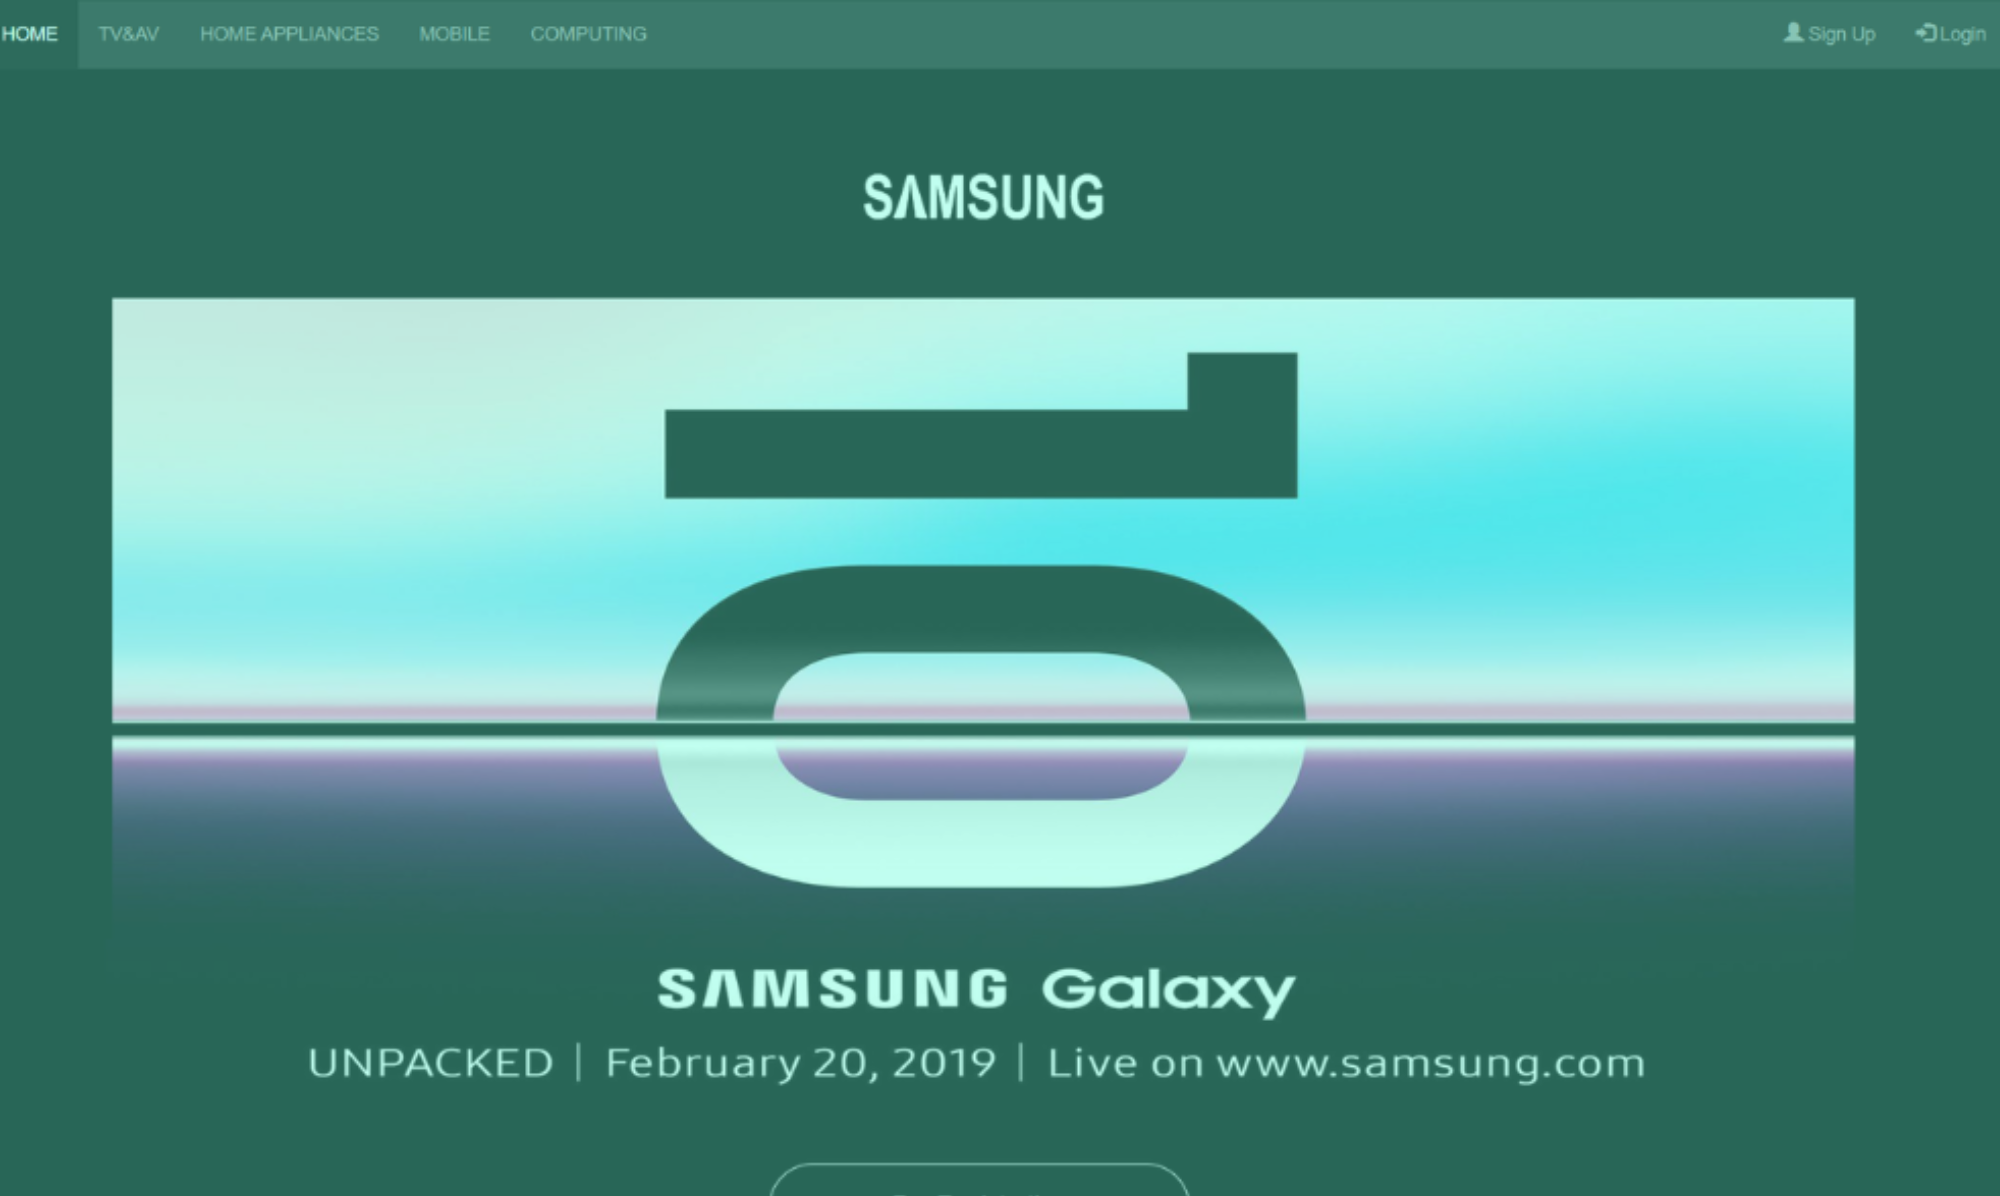 HOME TV&AV HOME APPLIANCES MOBILE COMPUTING Sign Up Login
SAMSUNG
10
SAMSUNG Galaxy
UNPACKED | February 20, 2019 | Live on www.samsung.com